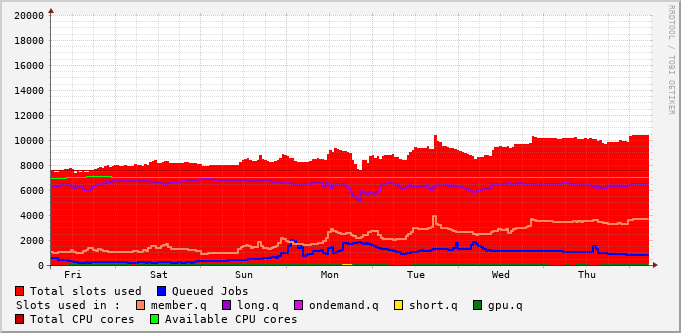 20000
18000
16000
14000
12000
10000
8000
6000
4000
2000
0
Fri Sat Sun Mon Tue Wed Thu
Total slots used Queued Jobs
Slots used in : member.q long.q ondemand.q short.q gpu.q
Total CPU cores Available CPU cores
RRDTOOL / TOBI OETIKER